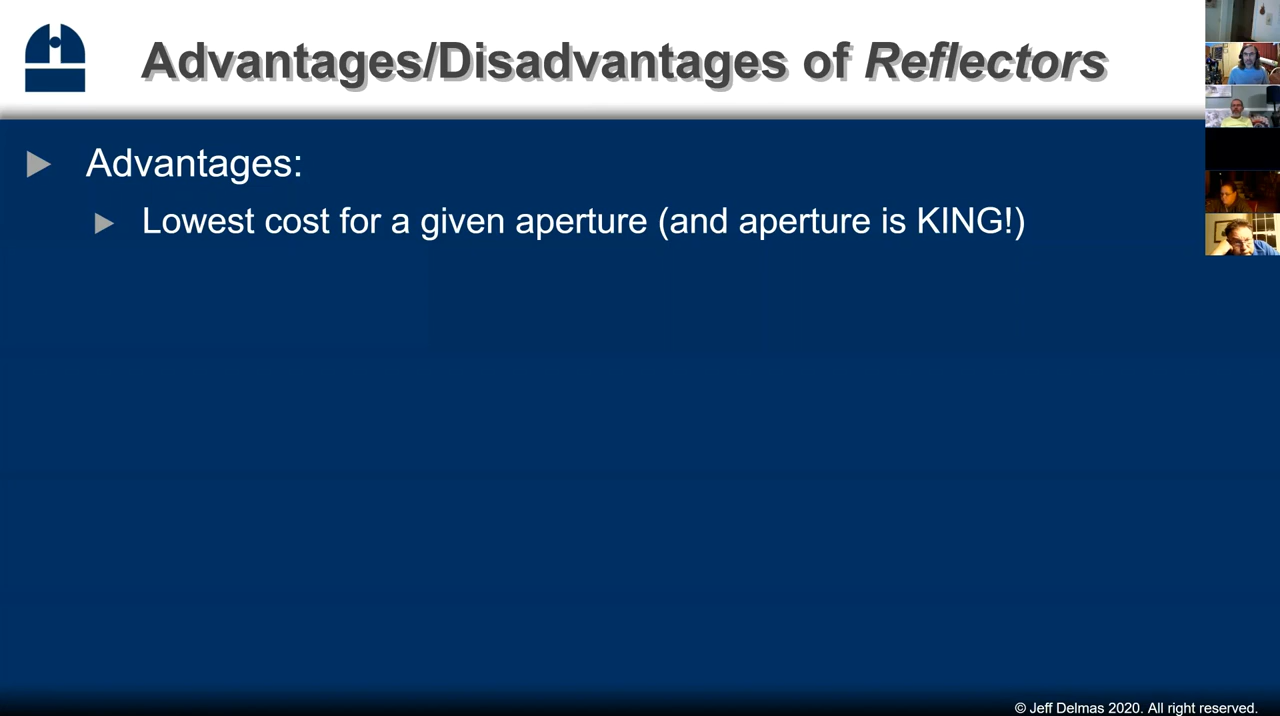 Advantages/Disadvantages of Reflectors
Advantages:
Lowest cost for a given aperture (and aperture is KING!)
© Jeff Delmas 2020. All right reserved.